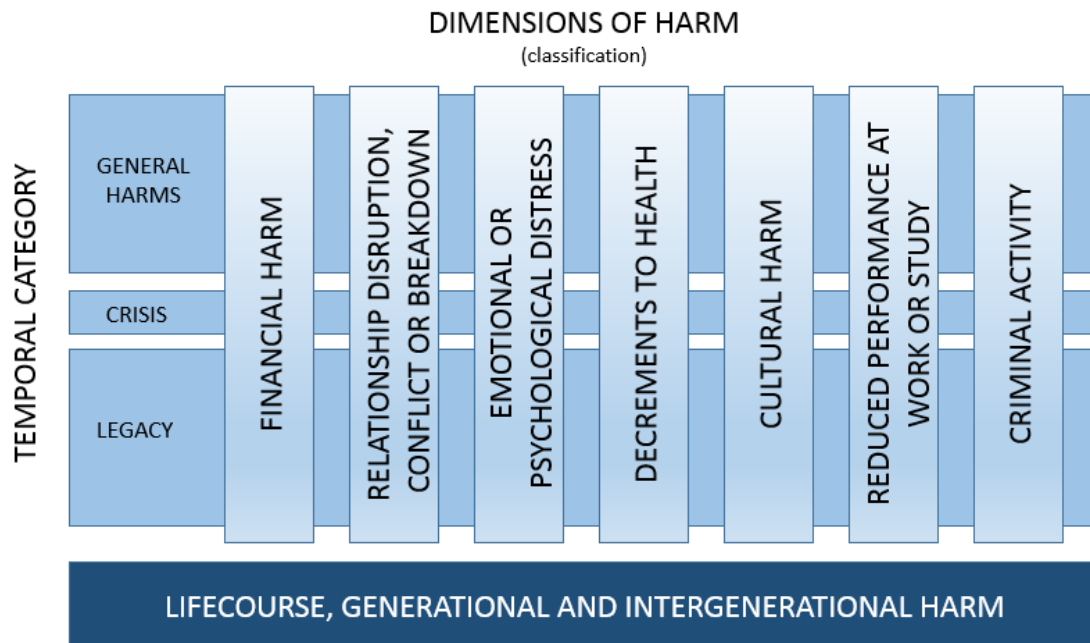 DIMENSIONS OF HARM
(classification)
TEMPORAL CATEGORY
GENERAL
HARMS
CRISIS
LEGACY
FINANCIAL HARM
RELATIONSHIP DISRUPTION,
CONFLICT OR BREAKDOWN
EMOTIONAL OR
PSYCHOLOGICAL DISTRESS
DECREMENTS TO HEALTH
CULTURAL HARM
REDUCED PERFORMANCE AT
WORK OR STUDY
CRIMINAL ACTIVITY
LIFECOURSE, GENERATIONAL AND INTERGENERATIONAL HARM